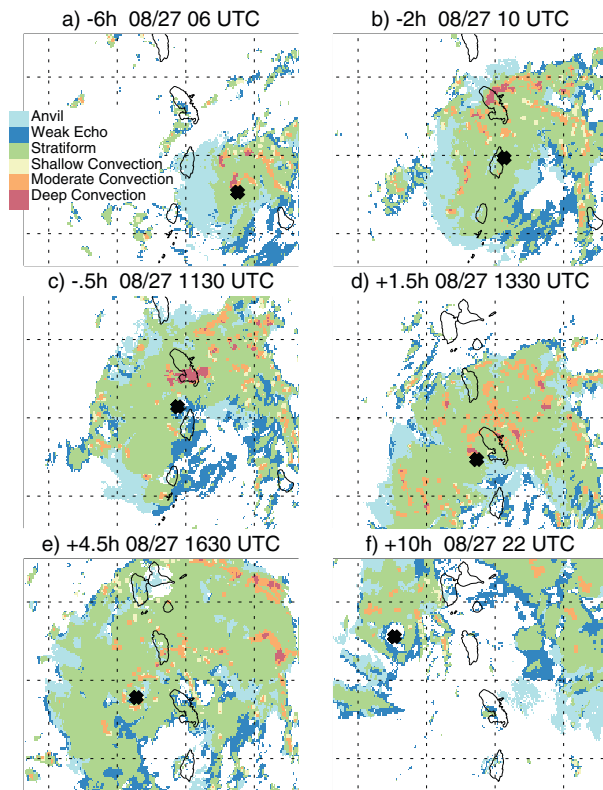 a) -6h 08/27 06 UTC
b) -2h 08/27 10 UTC
Anvil
Weak Echo
Stratiform
Shallow Convection
Moderate Convection
Deep Convection
c) -.5h 08/27 1130 UTC
d) +1.5h 08/27 1330 UTC
e) +4.5h 08/27 1630 UTC
f) +10h 08/27 22 UTC